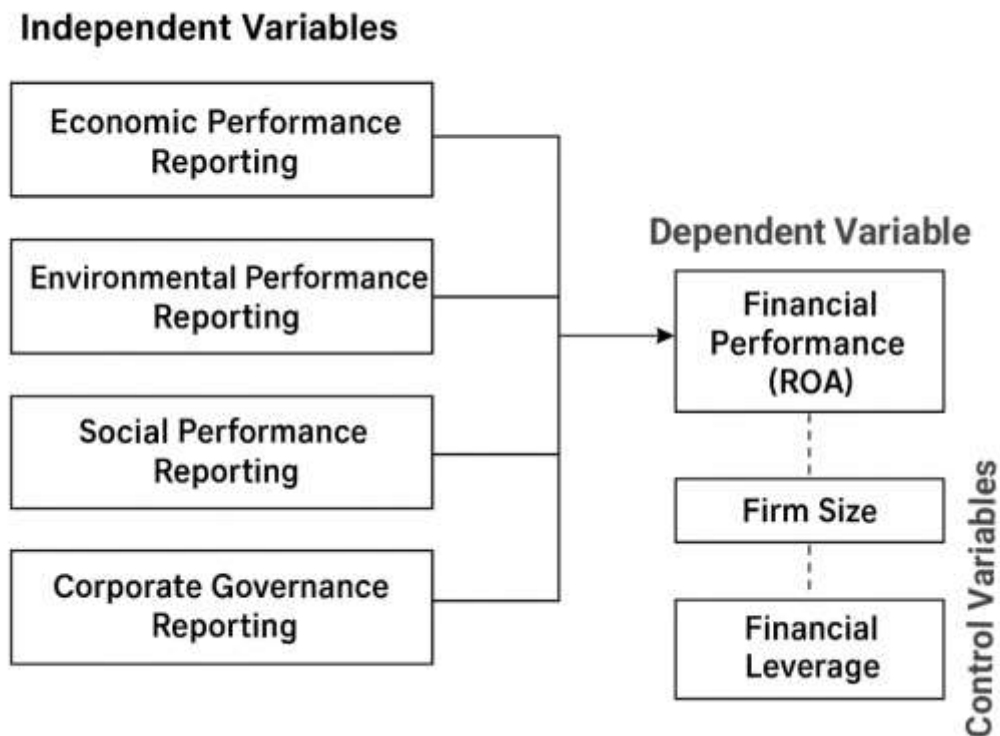 Independent Variables
Economic Performance
Reporting
Environmental Performance
Reporting
Social Performance
Reporting
Corporate Governance
Reporting
Dependent Variable
Financial
Performance
(ROA)
Firm Size
Financial
Leverage
Control Variables